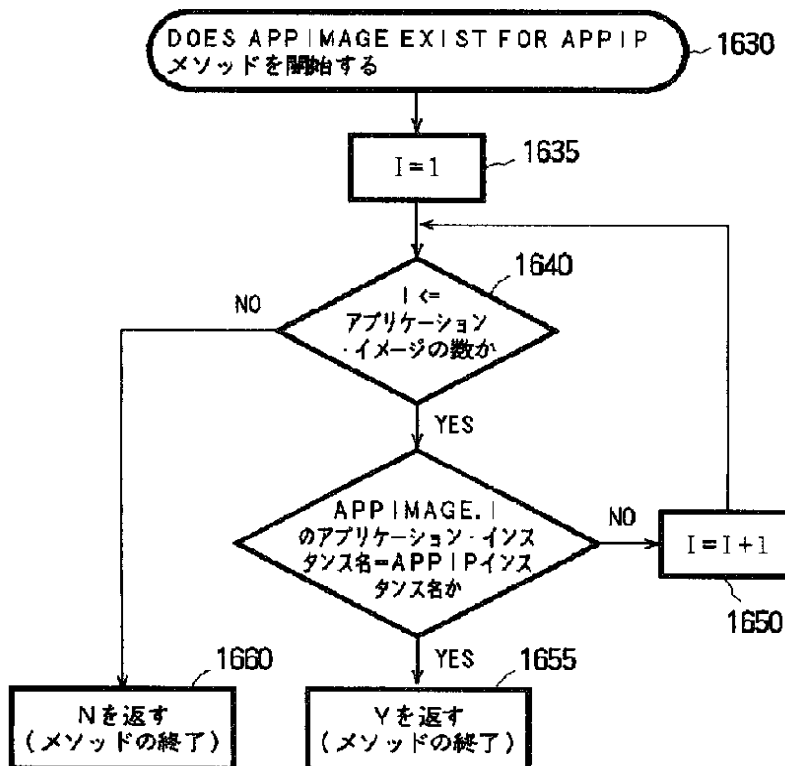 DOES APPIMAGE EXIST FOR APPIP
メソッドを開始する
1630
I=1
1635
I <=
アプリケーション
・イメージの数か
1640
NO
YES
APPIMAGE.I
のアプリケーション・インス
タンス名=APPIPインス
タンス名か
NO
I=I+1
1650
YES
1660
Nを返す
(メソッドの終了)
1655
Yを返す
(メソッドの終了)